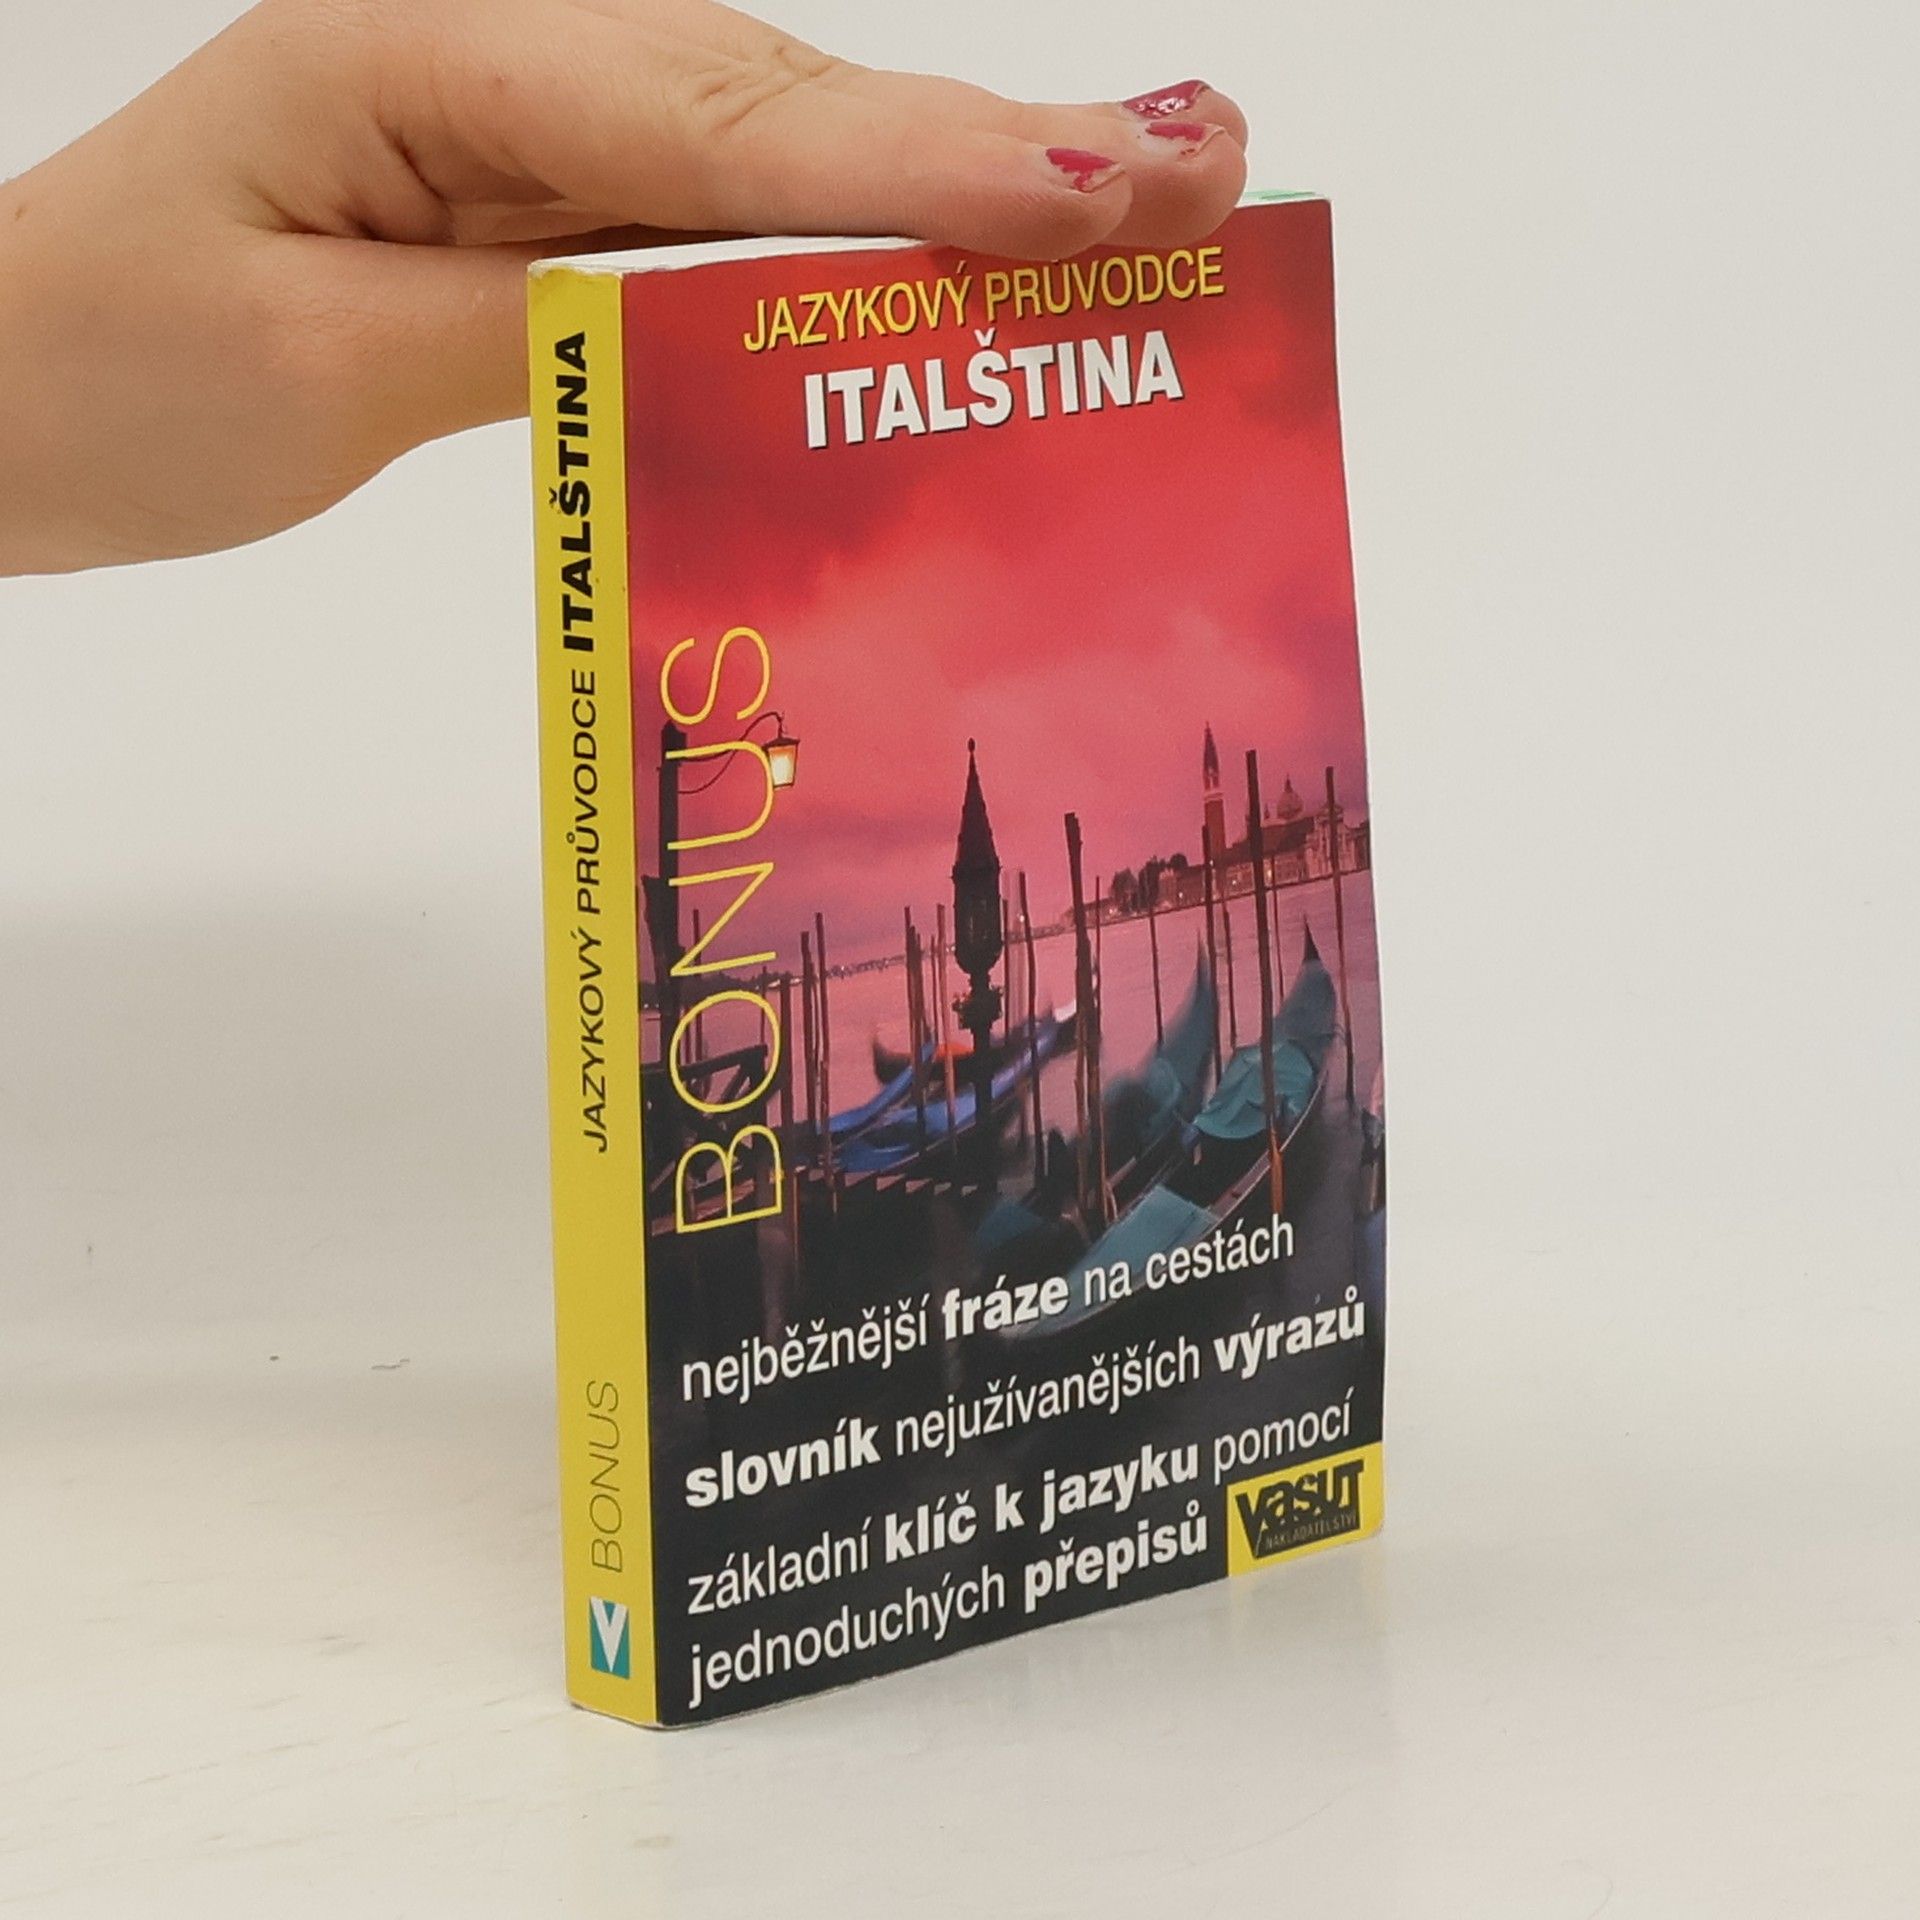 JAZYKOVÝ PRŮVODCE
ITALŠTINA
BONUS
nejběžnější fráze na cestách
slovník nejužívanějších výrazů
základní klíč k jazyku pomocí
jednoduchých přepisů
vašut
NAKLADATELSTVÍ
JAZYKOVÝ PRŮVODCE ITALŠTINA
BONUS
V